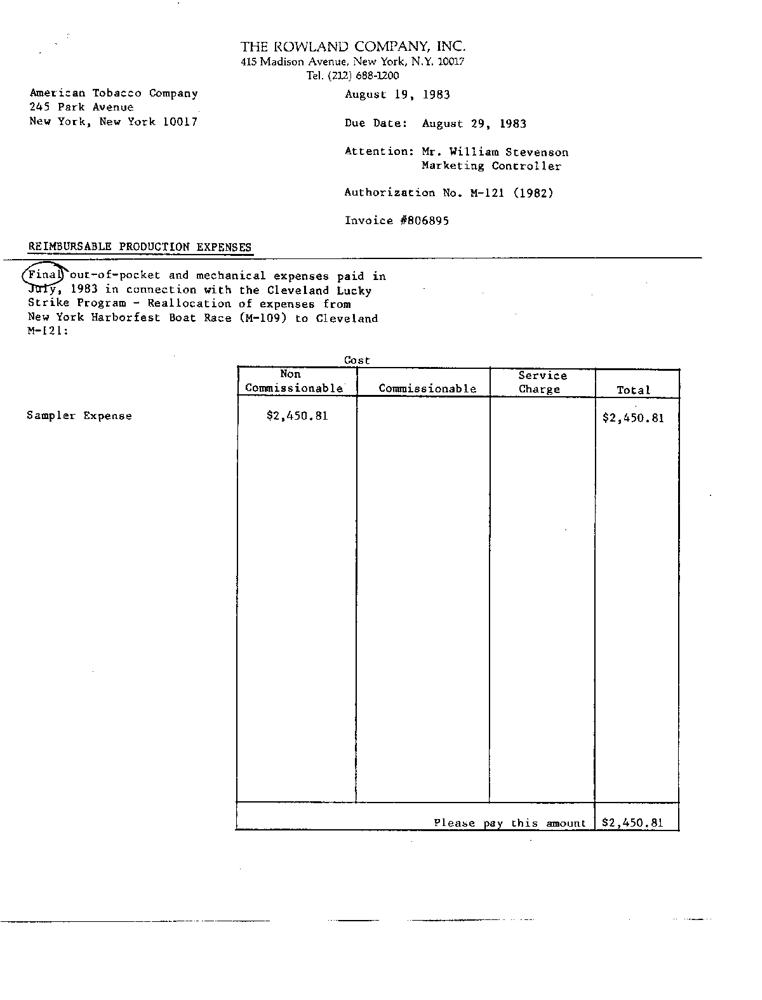 THE ROWLAND COMPANY, INC.
415 Madison Avenue, New York, N.Y. 10017
Tel. (212) 688-1200
American Tobacco Company
245 Park Avenue
New York, New York 10017
August 19, 1983
Due Date: August 29, 1983
Attention: Mr. William Stevenson
Marketing Controller
Authorization No. M-121 (1982)
Invoice #806895
REIMBURSABLE PRODUCTION EXPENSES
Final out-of-pocket and mechanical expenses paid in
July, 1983 in connection with the Cleveland Lucky
Strike Program - Reallocation of expenses from
New York Harborfest Boat Race (M-109) to Cleveland
M-121:
Cost
Non Commissionable Commissionable Service Charge Total
Sampler Expense $2,450.81 $2,450.81
Please pay this amount $2,450.81